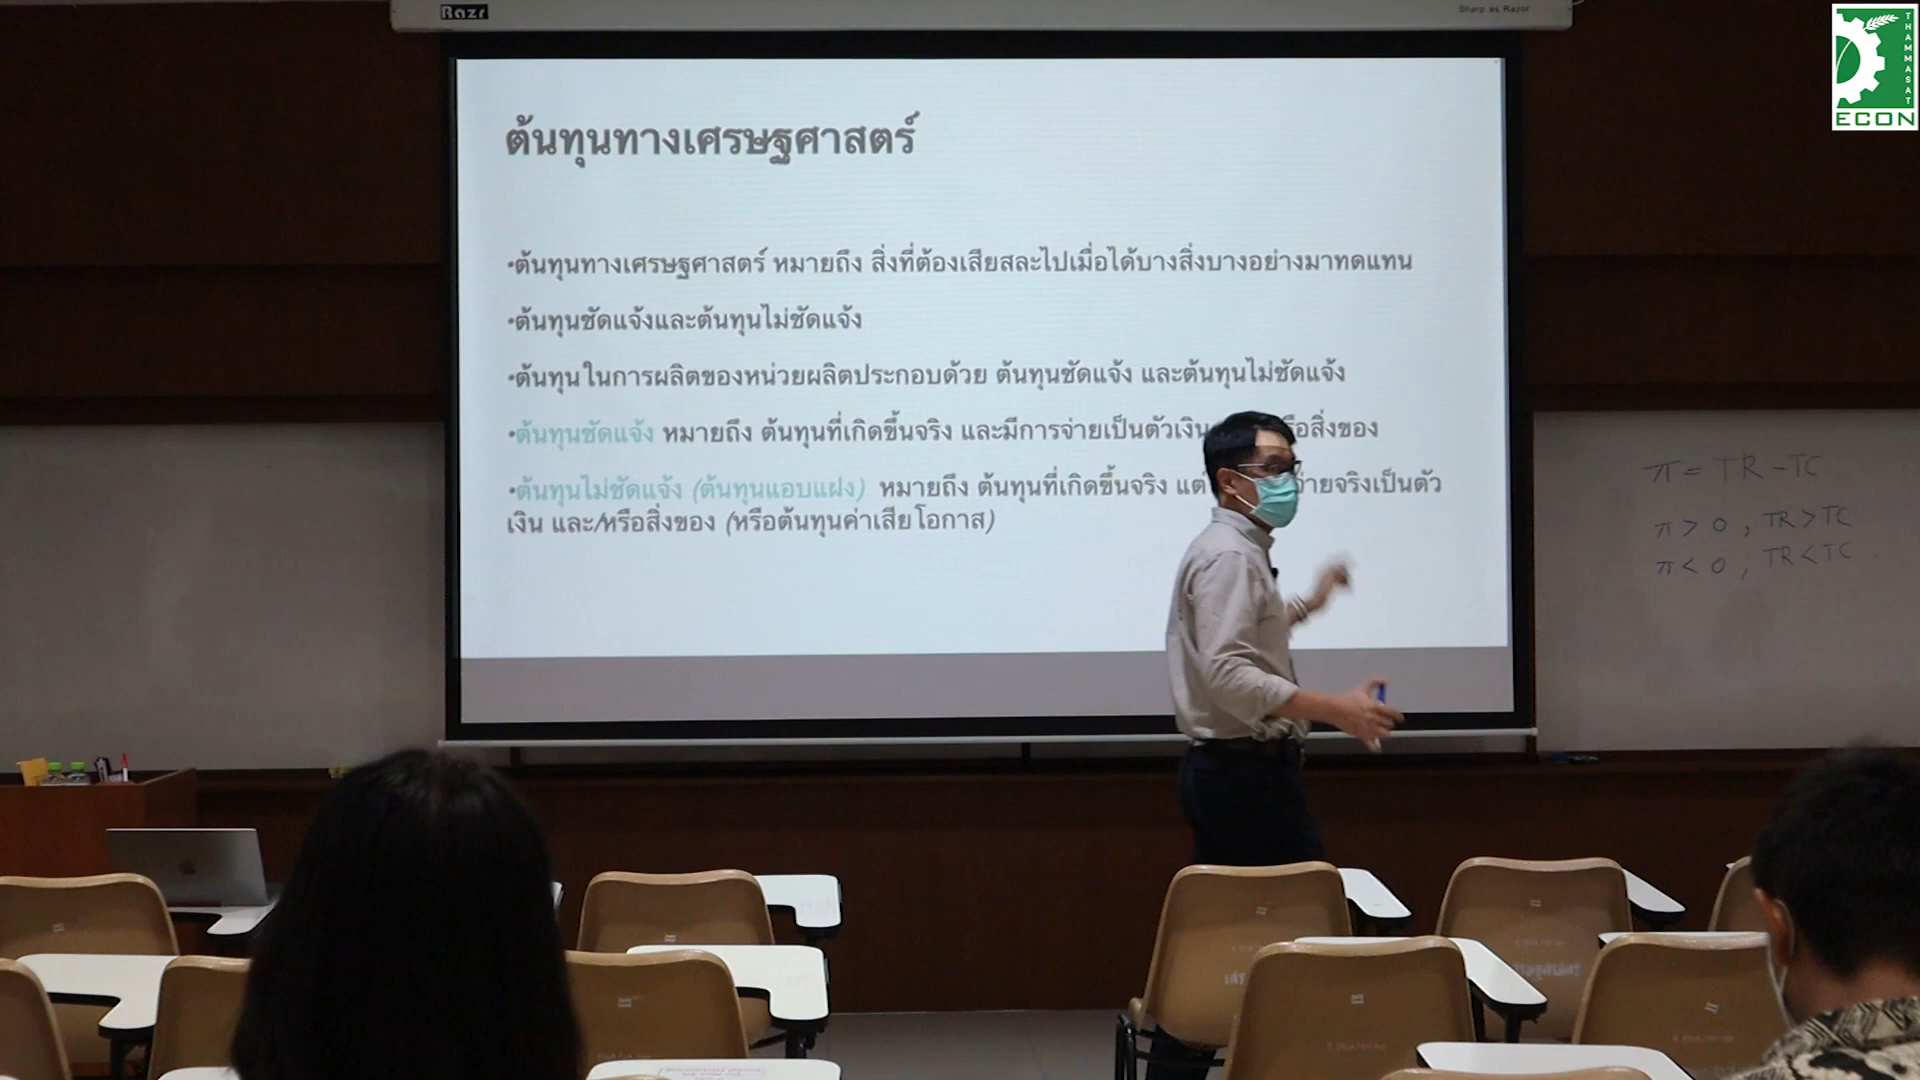 Razr
Sharp as Razor
THAMMASAT
ECON
ต้นทุนทางเศรษฐศาสตร์
•ต้นทุนทางเศรษฐศาสตร์ หมายถึง สิ่งที่ต้องเสียสละไปเมื่อได้บางสิ่งบางอย่างมาทดแทน
•ต้นทุนชัดแจ้งและต้นทุนไม่ชัดแจ้ง
•ต้นทุนในการผลิตของหน่วยผลิตประกอบด้วย ต้นทุนชัดแจ้ง และต้นทุนไม่ชัดแจ้ง
•ต้นทุนชัดแจ้ง หมายถึง ต้นทุนที่เกิดขึ้นจริง และมีการจ่ายเป็นตัวเงิน รือสิ่งของ
•ต้นทุนไม่ชัดแจ้ง (ต้นทุนแอบแฝง) หมายถึง ต้นทุนที่เกิดขึ้นจริง แต่ จ่ายจริงเป็นตัว
เงิน และ/หรือสิ่งของ (หรือต้นทุนค่าเสียโอกาส)
π = TR - TC
π > 0 , TR > TC
π < 0 , TR < TC